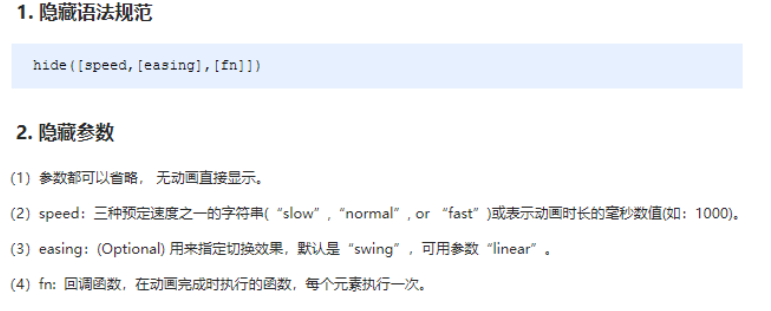 1. 隐藏语法规范
hide([speed,[easing],[fn]])
2. 隐藏参数
（1）参数都可以省略， 无动画直接显示。
（2）speed：三种预定速度之一的字符串(“slow”,“normal”, or “fast”)或表示动画时长的毫秒数值(如：1000)。
（3）easing：(Optional) 用来指定切换效果，默认是“swing”，可用参数“linear”。
（4）fn: 回调函数，在动画完成时执行的函数，每个元素执行一次。